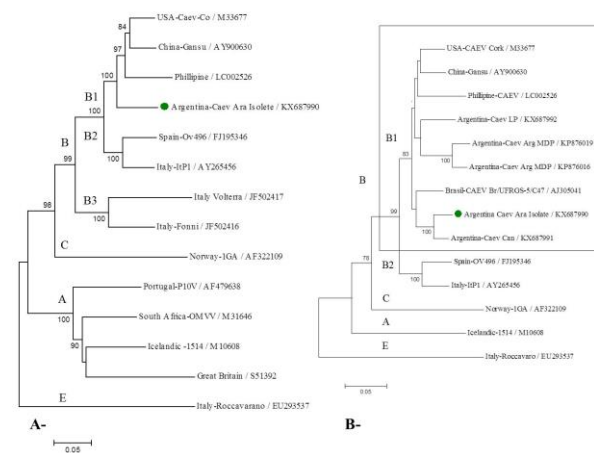 84
USA-Caev-Co / M33677
97
China-Gansu / AY900630
100
Phillipine / LC002526
B1
100
Argentina-Caev Ara Isolete / KX687990
B
B2
Spain-Ov496 / FJ195346
99
100
Italy-ItP1 / AY265456
B3
Italy Volterra / JF502417
98
100
Italy-Fonni / JF502416
C
Norway-1GA / AF322109
A
Portugal-P10V / AF479638
100
South Africa-OMVV / M31646
90
Icelandic -1514 / M10608
Great Britain / S51392
E
Italy-Roccavarano / EU293537
A-
0.05
USA-CAEV Cork / M33677
China-Gansu / AY900630
Phillipine-CAEV / LC002526
Argentina-Caev LP / KX687992
B1
83
Argentina-Caev Arg MDP / KP876019
100
Argentina-Caev Arg MDP / KP876016
B
Brasil-CAEV Br/UFRGS-5/C47 / AJ305041
99
Argentina Caev Ara Isolate / KX687990
100
Argentina-Caev Can / KX687991
B2
Spain-OV496 / FJ195346
78
100
Italy-ItP1 / AY265456
C
Norway-1GA / AF322109
A
Icelandic-1514 / M10608
E
Italy-Roccavaro / EU293537
0.05
B-